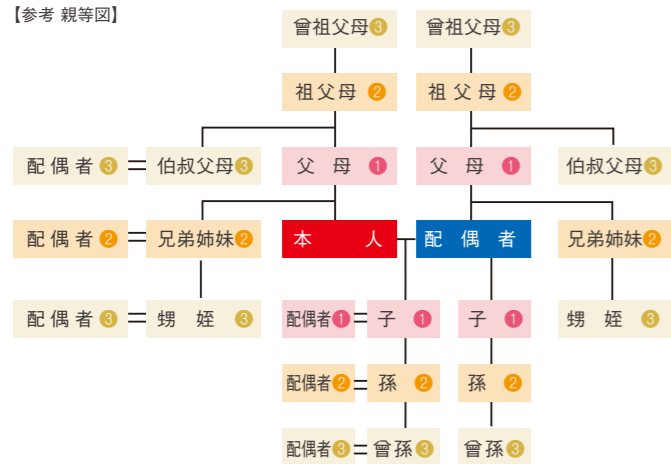 【参考 親等図】
曾祖父母3 曾祖父母3
祖父母2 祖父母2
配偶者3 伯叔父母3 父母1 父母1 伯叔父母3
配偶者2 兄弟姉妹2 本人 配偶者 兄弟姉妹2
配偶者3 甥姪3 配偶者1 子1 子1 甥姪3
配偶者2 孫2 孫2
配偶者3 曾孫3 曾孫3